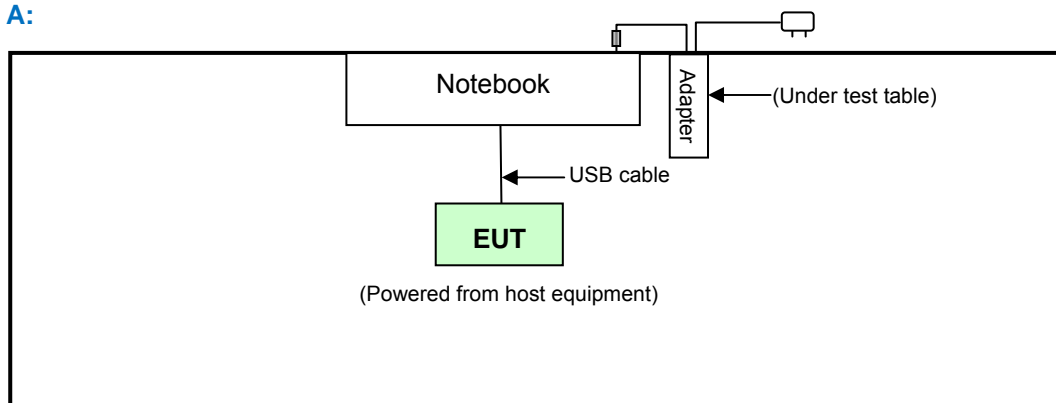 A:
Notebook
Adapter
(Under test table)
USB cable
EUT
(Powered from host equipment)